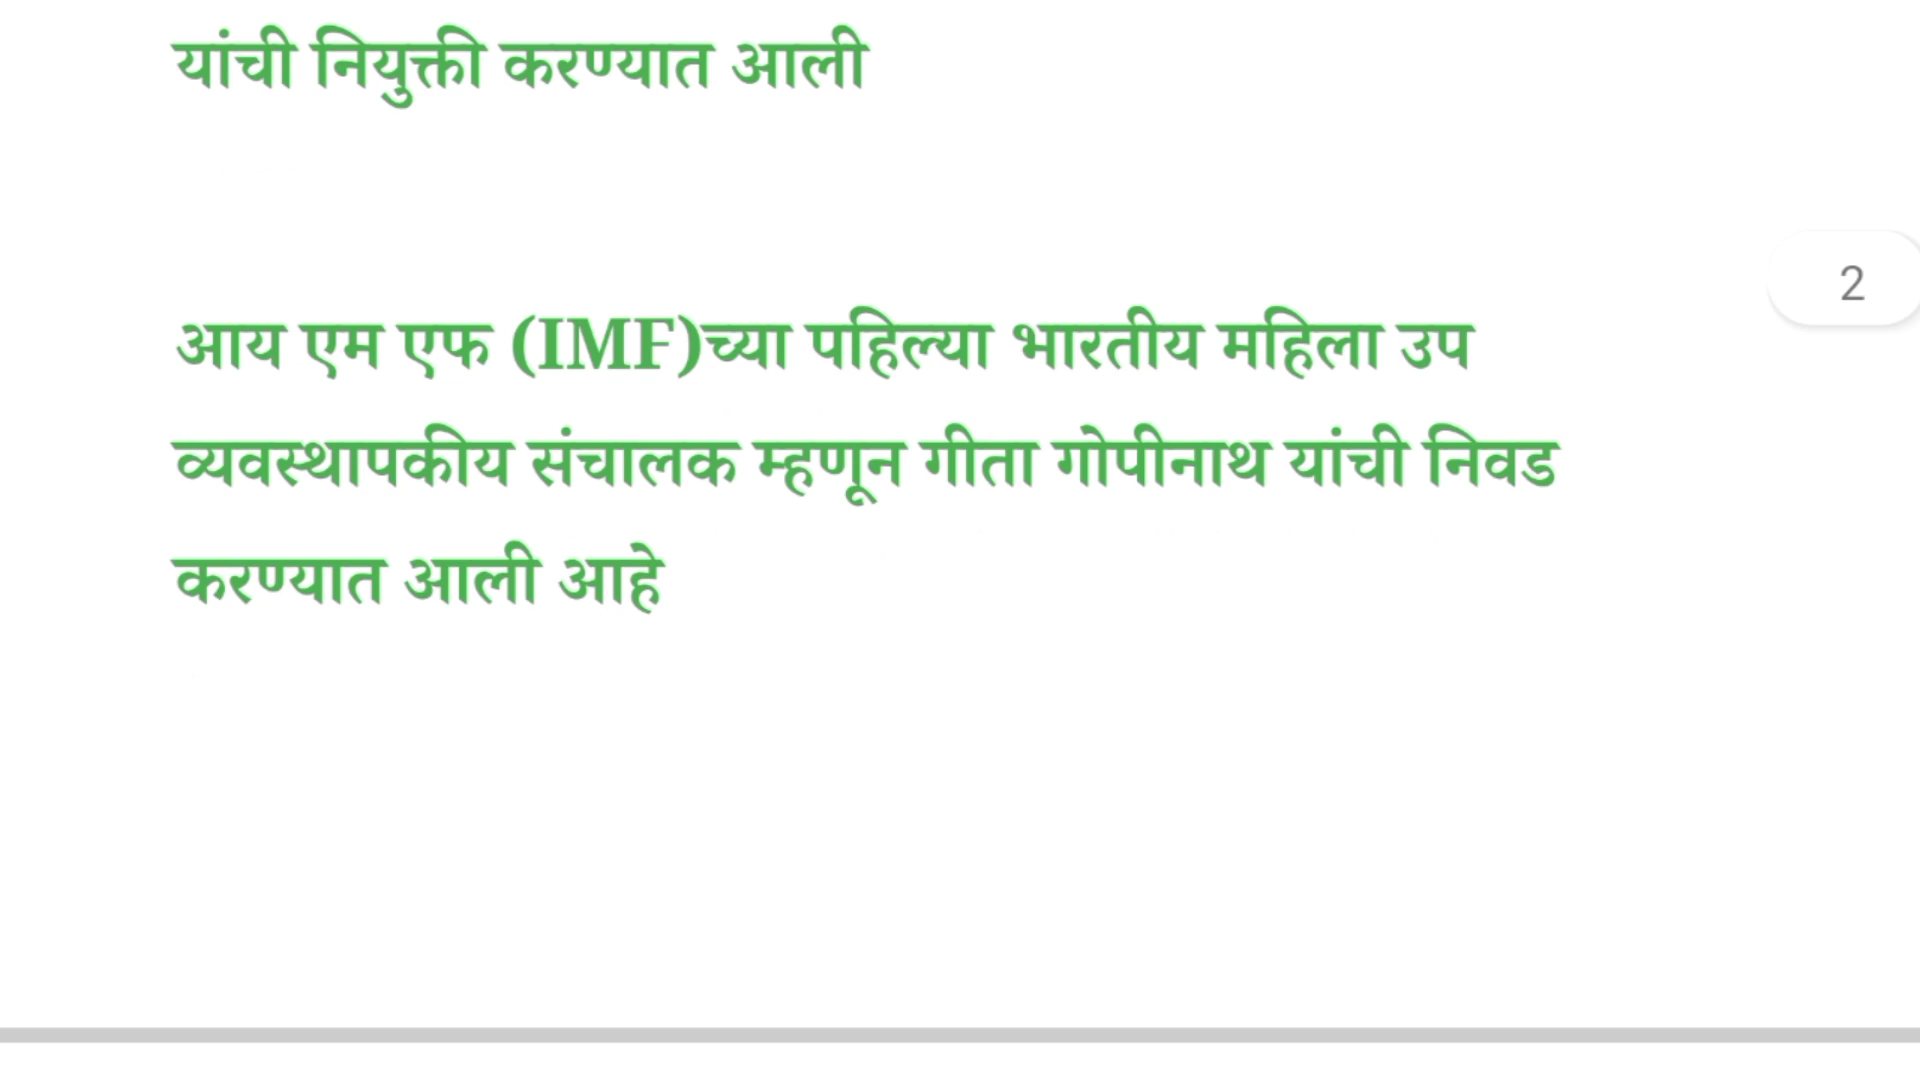 यांची नियुक्ती करण्यात आली
2
आय एम एफ (IMF)च्या पहिल्या भारतीय महिला उप
व्यवस्थापकीय संचालक म्हणून गीता गोपीनाथ यांची निवड
करण्यात आली आहे